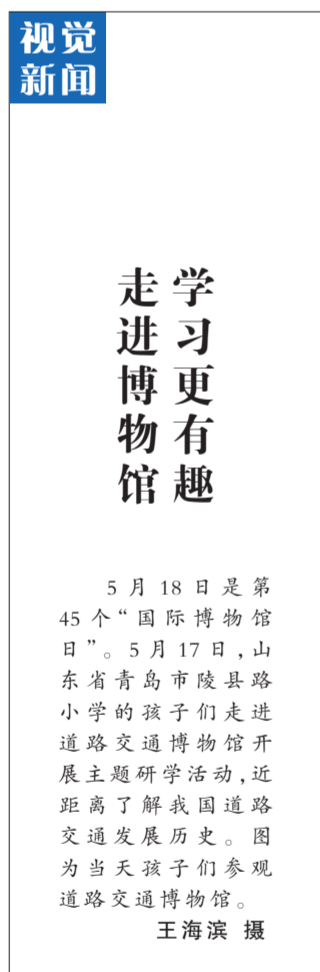 视觉
新闻
走进博物馆
学习更有趣
5月18日是第
45个“国际博物馆
日”。5月17日,山
东省青岛市陵县路
小学的孩子们走进
道路交通博物馆开
展主题研学活动,近
距离了解我国道路
交通发展历史。图
为当天孩子们参观
道路交通博物馆。
王海滨 摄